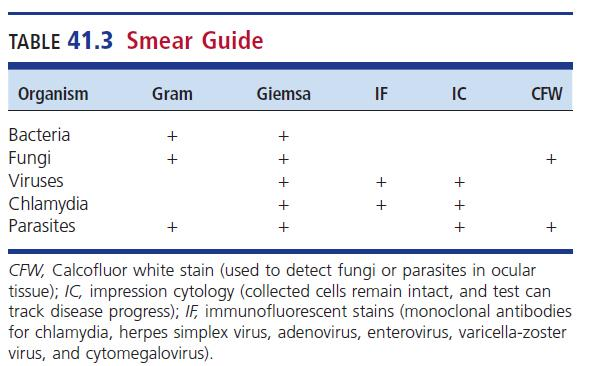 TABLE 41.3 Smear Guide
Organism Gram Giemsa IF IC CFW
Bacteria + +
Fungi + + +
Viruses + + +
Chlamydia + + +
Parasites + + + +
CFW, Calcofluor white stain (used to detect fungi or parasites in ocular
tissue); IC, impression cytology (collected cells remain intact, and test can
track disease progress); IF, immunofluorescent stains (monoclonal antibodies
for chlamydia, herpes simplex virus, adenovirus, enterovirus, varicella-zoster
virus, and cytomegalovirus).